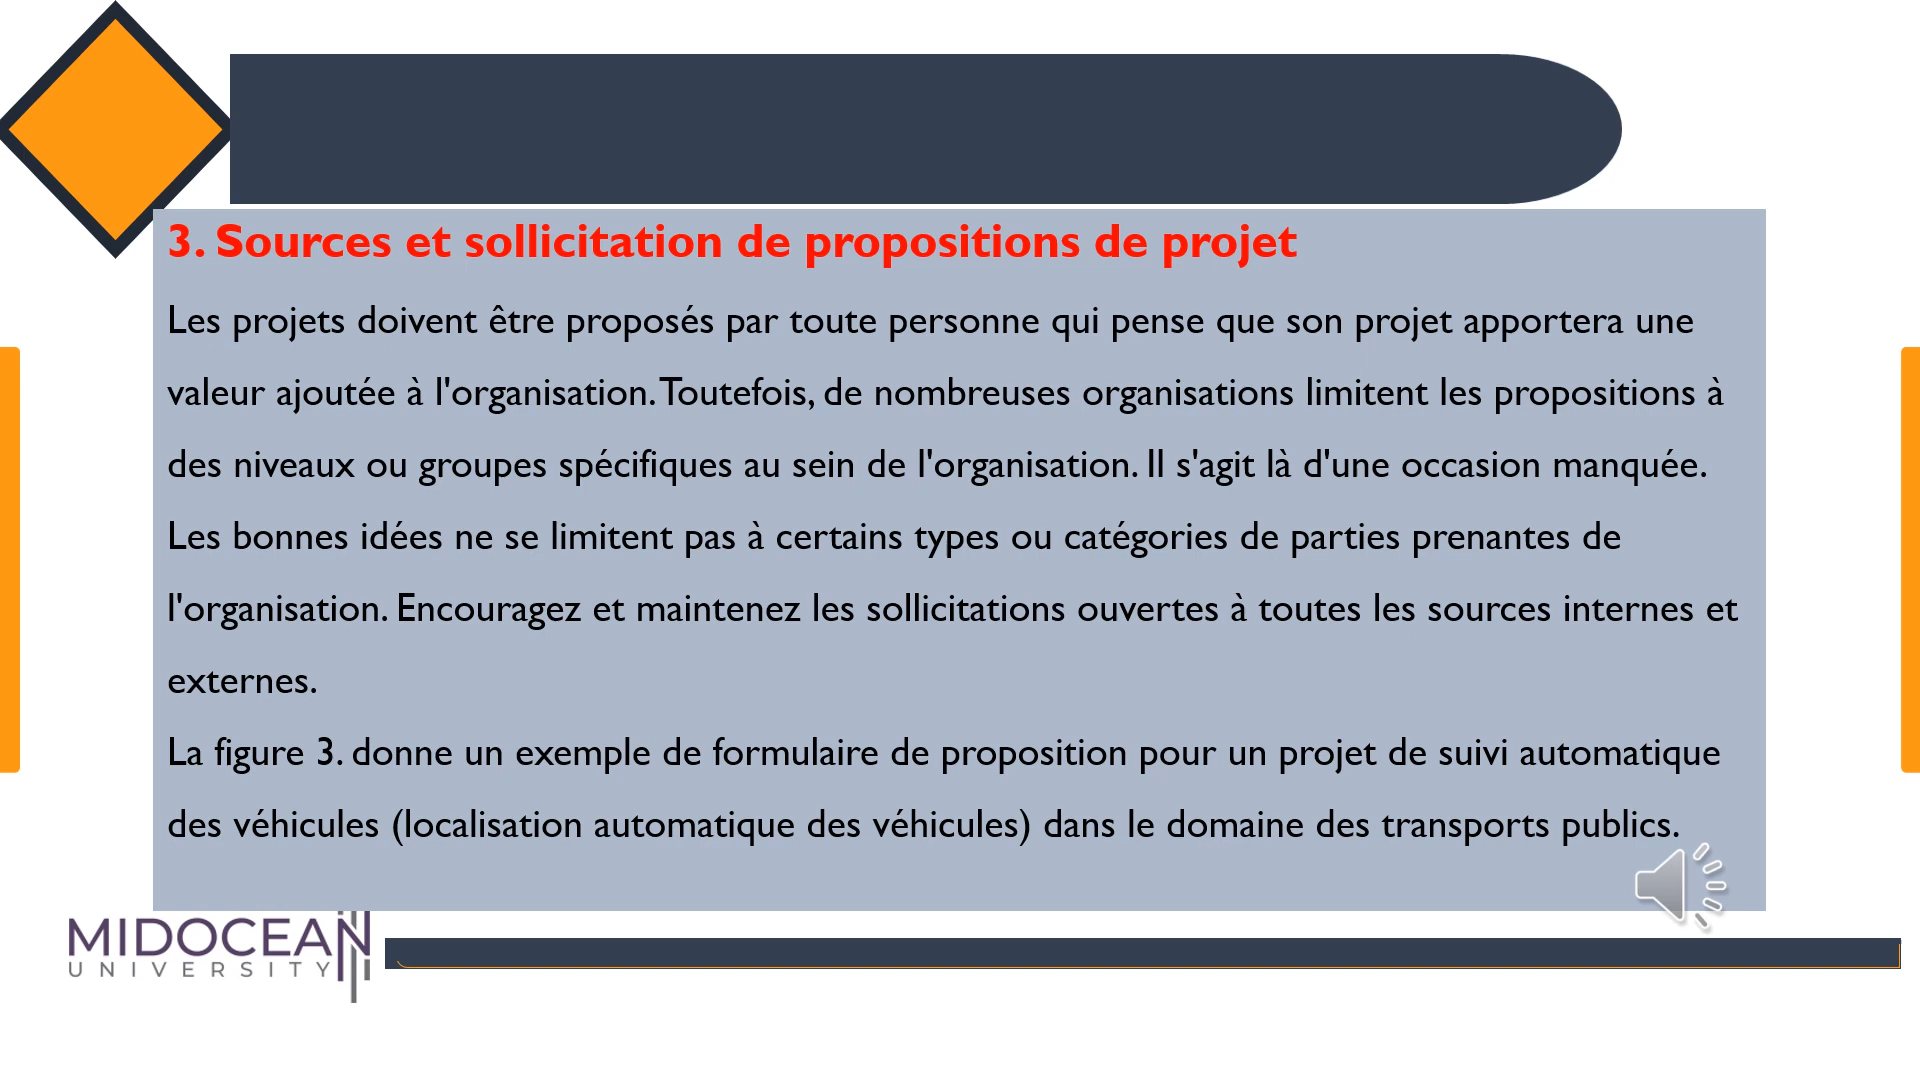 3. Sources et sollicitation de propositions de projet
Les projets doivent être proposés par toute personne qui pense que son projet apportera une
valeur ajoutée à l'organisation. Toutefois, de nombreuses organisations limitent les propositions à
des niveaux ou groupes spécifiques au sein de l'organisation. Il s'agit là d'une occasion manquée.
Les bonnes idées ne se limitent pas à certains types ou catégories de parties prenantes de
l'organisation. Encouragez et maintenez les sollicitations ouvertes à toutes les sources internes et
externes.
La figure 3. donne un exemple de formulaire de proposition pour un projet de suivi automatique
des véhicules (localisation automatique des véhicules) dans le domaine des transports publics.
MIDOCEAN
UNIVERSITY